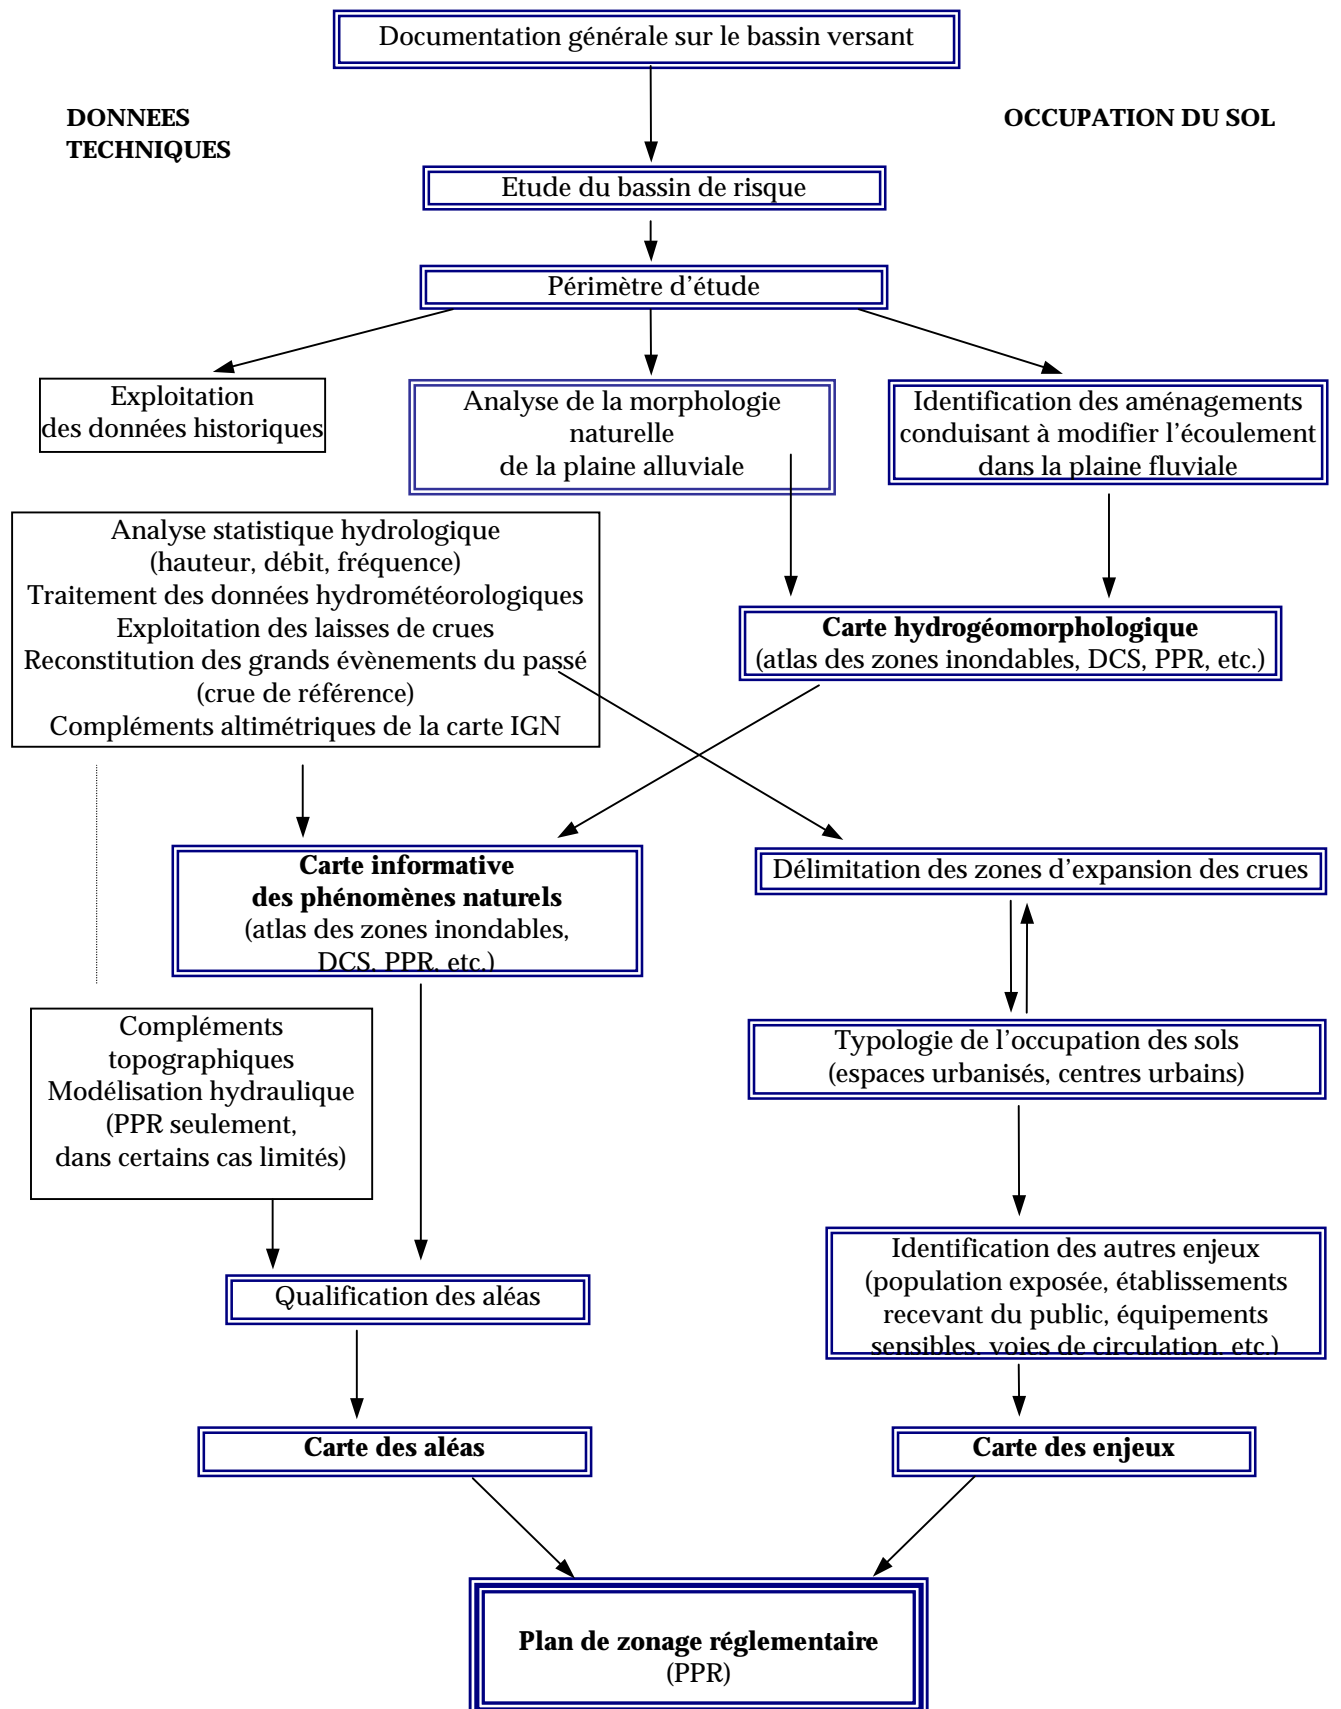 Documentation générale sur le bassin versant
DONNEES
TECHNIQUES
OCCUPATION DU SOL
Etude du bassin de risque
Périmètre d'étude
Exploitation
des données historiques
Analyse de la morphologie
naturelle
de la plaine alluviale
Identification des aménagements
conduisant à modifier l'écoulement
dans la plaine fluviale
Analyse statistique hydrologique
(hauteur, débit, fréquence)
Traitement des données hydrométéorologiques
Exploitation des laisses de crues
Reconstitution des grands évènements du passé
(crue de référence)
Compléments altimétriques de la carte IGN
Carte hydrogéomorphologique
(atlas des zones inondables, DCS, PPR, etc.)
Carte informative
des phénomènes naturels
(atlas des zones inondables,
DCS, PPR, etc.)
Délimitation des zones d'expansion des crues
Compléments
topographiques
Modélisation hydraulique
(PPR seulement,
dans certains cas limités)
Typologie de l'occupation des sols
(espaces urbanisés, centres urbains)
Identification des autres enjeux
(population exposée, établissements
recevant du public, équipements
sensibles, voies de circulation, etc.)
Qualification des aléas
Carte des aléas
Carte des enjeux
Plan de zonage réglementaire
(PPR)